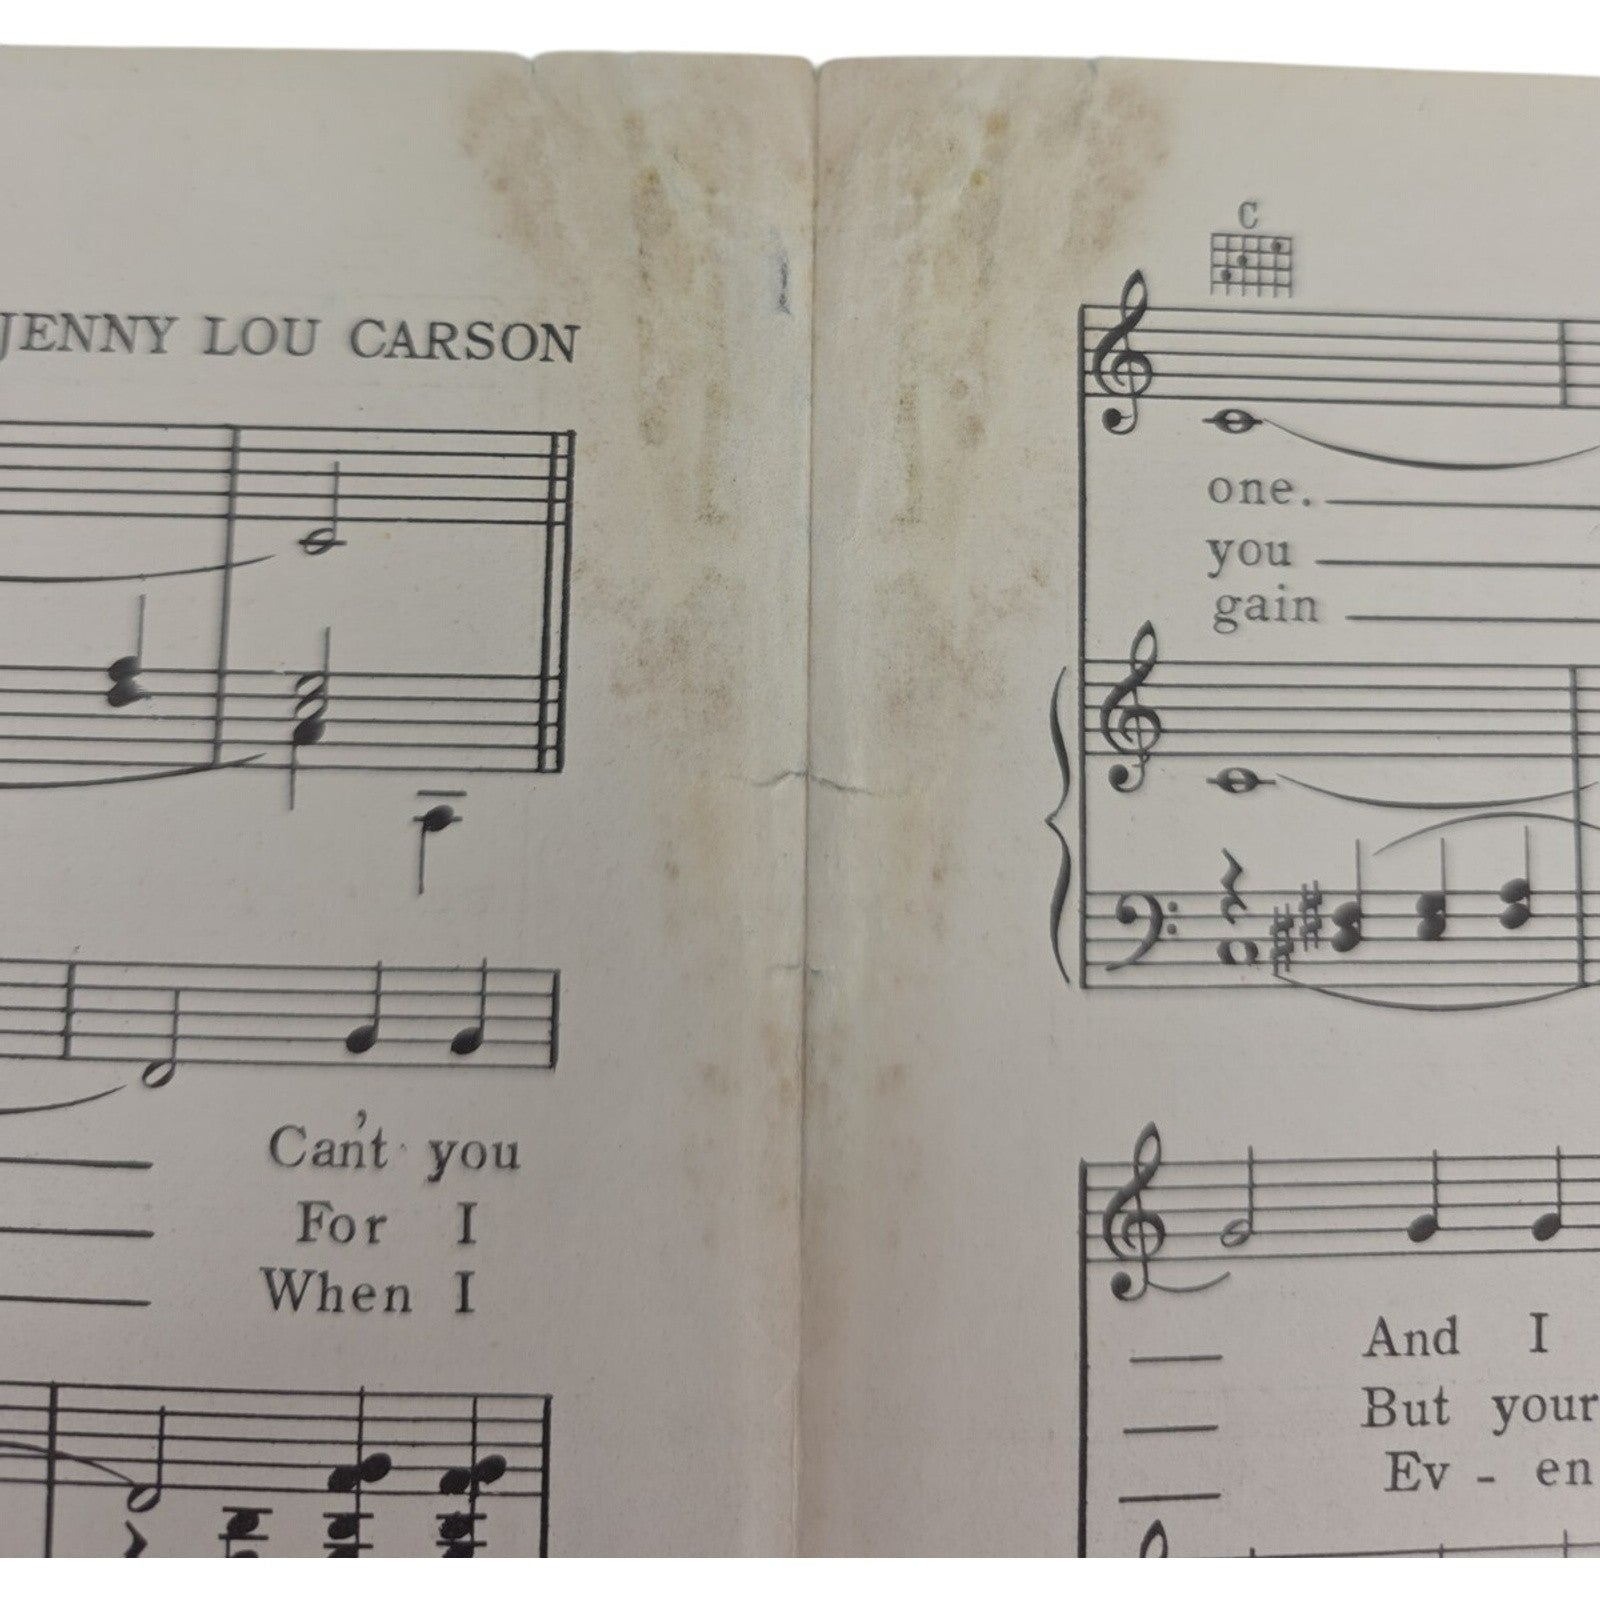 JENNY LOU CARSON
Can't you
For I
When I
C
one.
you
gain
And I
But your
Ev - en